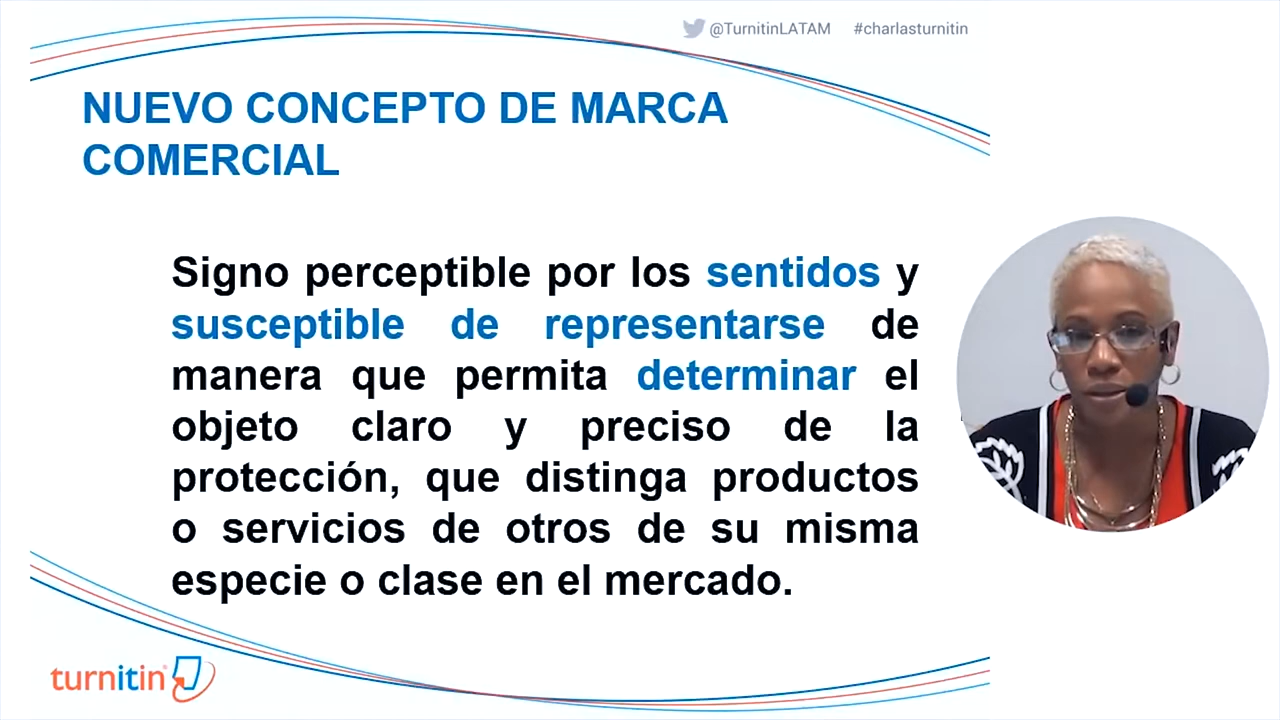 @TurnitinLATAM #charlasturnitin
NUEVO CONCEPTO DE MARCA
COMERCIAL
Signo perceptible por los sentidos y
susceptible de representarse de
manera que permita determinar el
objeto claro y preciso de la
protección, que distinga productos
o servicios de otros de su misma
especie o clase en el mercado.
turnitin